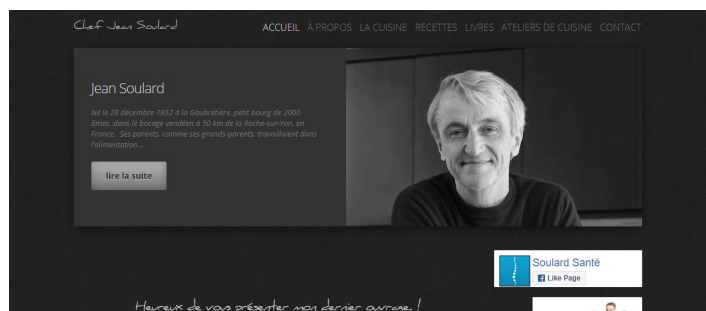 Chef Jean Soulard
ACCUEIL À PROPOS LA CUISINE RECETTES LIVRES ATELIERS DE CUISINE CONTACT
Jean Soulard
Né le 28 décembre 1952 à la Gaubretière, petit bourg de 2000
âmes, dans le bocage vendéen à 50 km de la Roche-sur-Yon, en
France. Ses parents, comme ses grands-parents, travaillaient dans
l'alimentation...
lire la suite
Soulard Santé
Like Page
Heureux de vous présenter mon dernier ouvrage. !